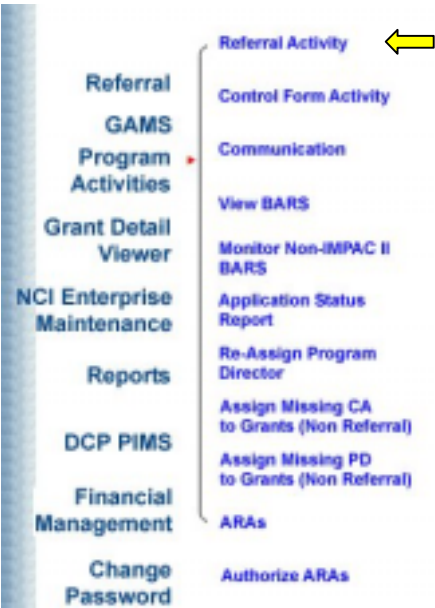 Referral
GAMS
Program
Activities
Grant Detail
Viewer
NCI Enterprise
Maintenance
Reports
DCP PIMS
Financial
Management
Change
Password
Referral Activity
Control Form Activity
Communication
View BARS
Monitor Non-IMPAC II
BARS
Application Status
Report
Re-Assign Program
Director
Assign Missing CA
to Grants (Non Referral)
Assign Missing PD
to Grants (Non Referral)
ARAs
Authorize ARAs